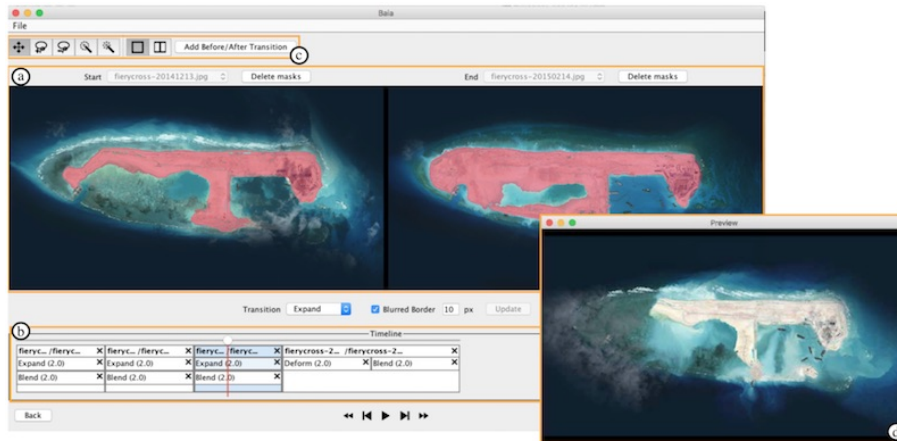 Baia
File
Add Before/After Transition
c
a
Start fierycross-20141213.jpg Delete masks End fierycross-20150214.jpg Delete masks
Preview
Transition Expand Blurred Border 10 px Update
b
Timeline
fieryc... /fieryc... X fieryc... /fieryc... X fieryc... /fieryc... X fierycross-2... /fierycross-2... X
Expand (2.0) X Expand (2.0) X Expand (2.0) X Deform (2.0) X Blend (2.0) X
Blend (2.0) X Blend (2.0) X Blend (2.0) X
Back
d